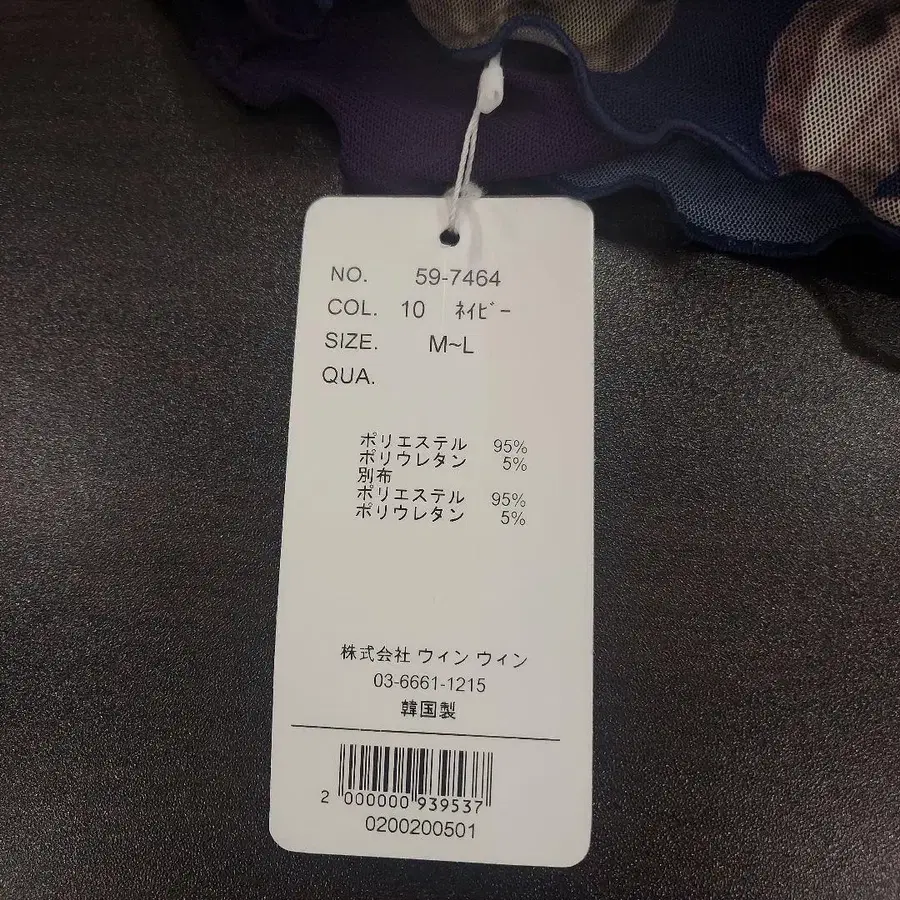 NO. 59-7464
COL. 10 ﾈｲﾋﾞｰ
SIZE. M~L
QUA.
ポリエステル 95%
ポリウレタン 5%
別布
ポリエステル 95%
ポリウレタン 5%
株式会社 ウィン ウィン
03-6661-1215
韓国製
2 000000 939537
0200200501